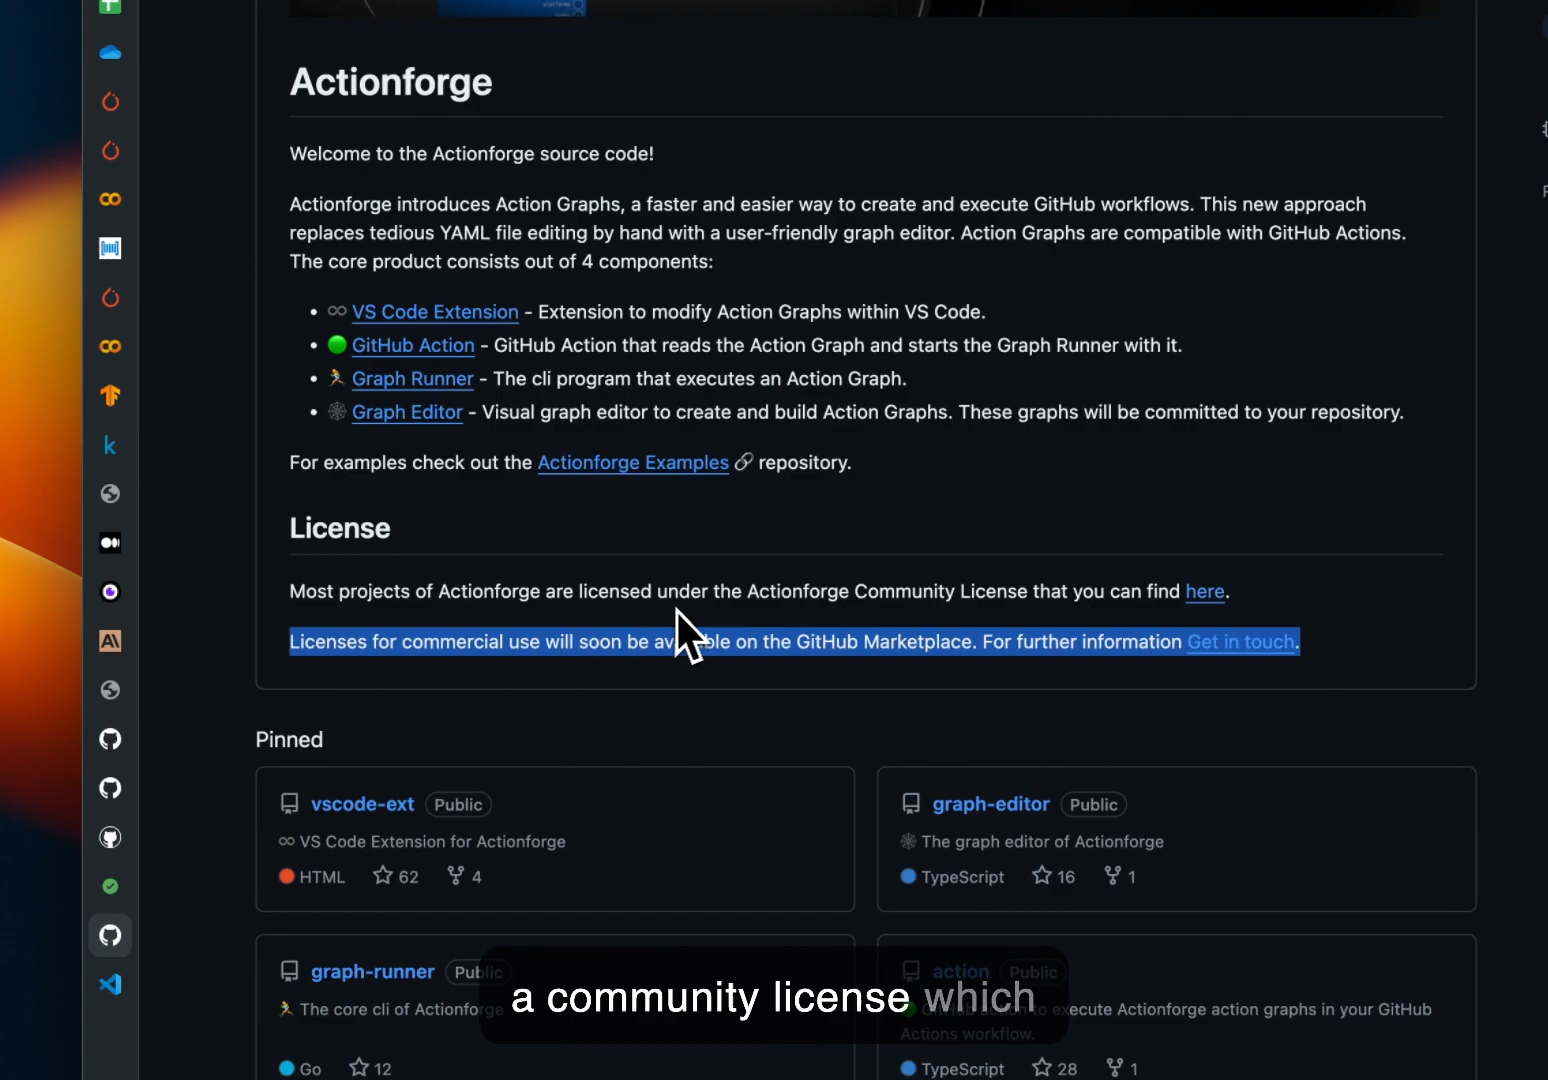 Actionforge
Welcome to the Actionforge source code!
Actionforge introduces Action Graphs, a faster and easier way to create and execute GitHub workflows. This new approach
replaces tedious YAML file editing by hand with a user-friendly graph editor. Action Graphs are compatible with GitHub Actions.
The core product consists out of 4 components:
• VS Code Extension - Extension to modify Action Graphs within VS Code.
• GitHub Action - GitHub Action that reads the Action Graph and starts the Graph Runner with it.
• Graph Runner - The cli program that executes an Action Graph.
• Graph Editor - Visual graph editor to create and build Action Graphs. These graphs will be committed to your repository.
For examples check out the Actionforge Examples 🔗 repository.
License
Most projects of Actionforge are licensed under the Actionforge Community License that you can find here.
Licenses for commercial use will soon be on the GitHub Marketplace. For further information Get in touch.
Pinned
vscode-ext Public
VS Code Extension for Actionforge
HTML 62 4
graph-editor Public
The graph editor of Actionforge
TypeScript 16 1
graph-runner Public
The core cli of Actionforge
Go 12
action Public
GitHub action to execute Actionforge action graphs in your GitHub
Actions workflow.
TypeScript 28 1
a community license which